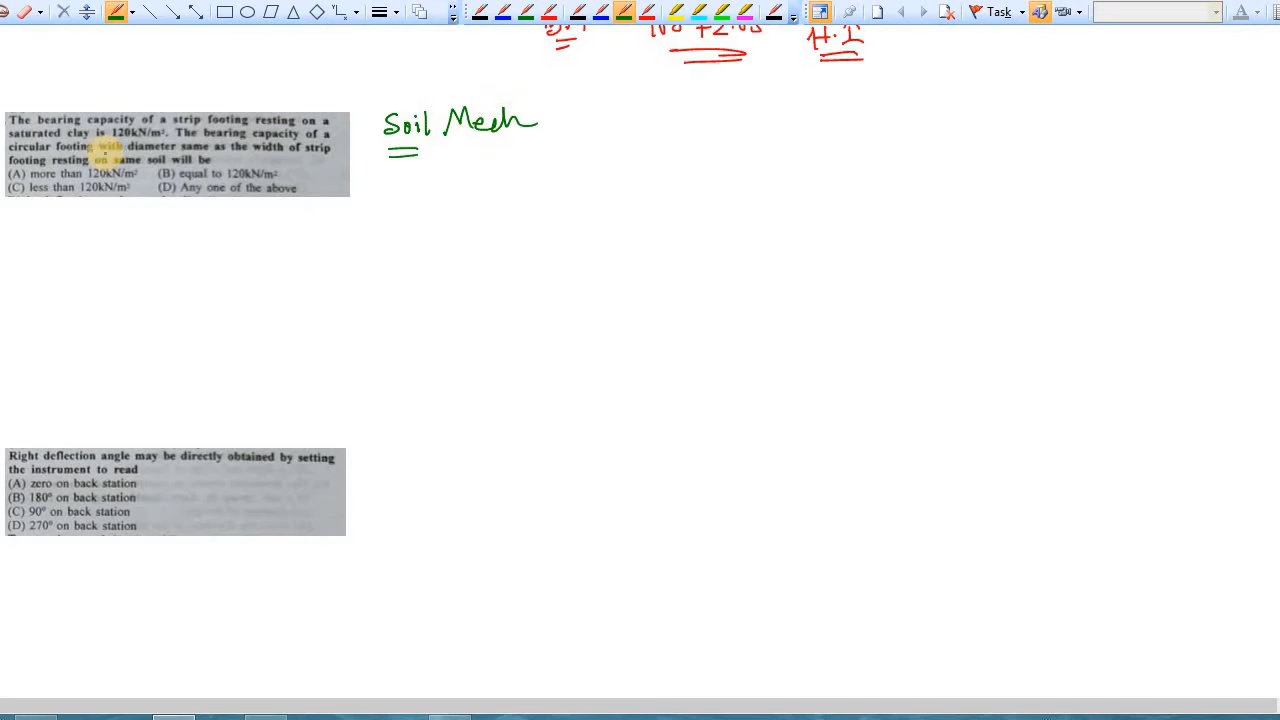 Task
A
H.I
Soil Mech
The bearing capacity of a strip footing resting on a
saturated clay is 120kN/m². The bearing capacity of a
circular footing with diameter same as the width of strip
footing resting on same soil will be
(A) more than 120kN/m² (B) equal to 120kN/m²
(C) less than 120kN/m² (D) Any one of the above
Right deflection angle may be directly obtained by setting
the instrument to read
(A) zero on back station
(B) 180° on back station
(C) 90° on back station
(D) 270° on back station